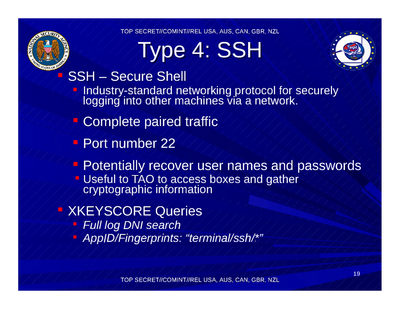 TOP SECRET//COMINT//REL USA, AUS, CAN, GBR, NZL
Type 4: SSH
SSH – Secure Shell
Industry-standard networking protocol for securely
logging into other machines via a network.
Complete paired traffic
Port number 22
Potentially recover user names and passwords
Useful to TAO to access boxes and gather
cryptographic information
XKEYSCORE Queries
Full log DNI search
AppID/Fingerprints: “terminal/ssh/*”
19
TOP SECRET//COMINT//REL USA, AUS, CAN, GBR, NZL